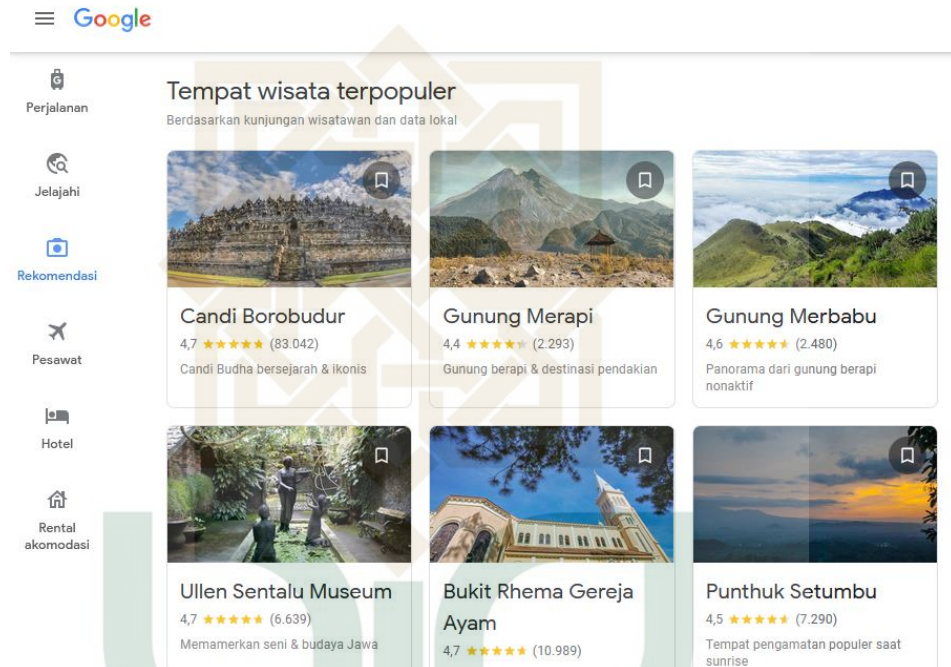 Google
Perjalanan
Jelajahi
Rekomendasi
Pesawat
Hotel
Rental
akomodasi
Tempat wisata terpopuler
Berdasarkan kunjungan wisatawan dan data lokal
Candi Borobudur
4,7 (83.042)
Candi Budha bersejarah & ikonis
Gunung Merapi
4,4 (2.293)
Gunung berapi & destinasi pendakian
Gunung Merbabu
4,6 (2.480)
Panorama dari gunung berapi
nonaktif
Ullen Sentalu Museum
4,7 (6.639)
Memamerkan seni & budaya Jawa
Bukit Rhema Gereja
Ayam
4,7 (10.989)
Punthuk Setumbu
4,5 (7.290)
Tempat pengamatan populer saat
sunrise